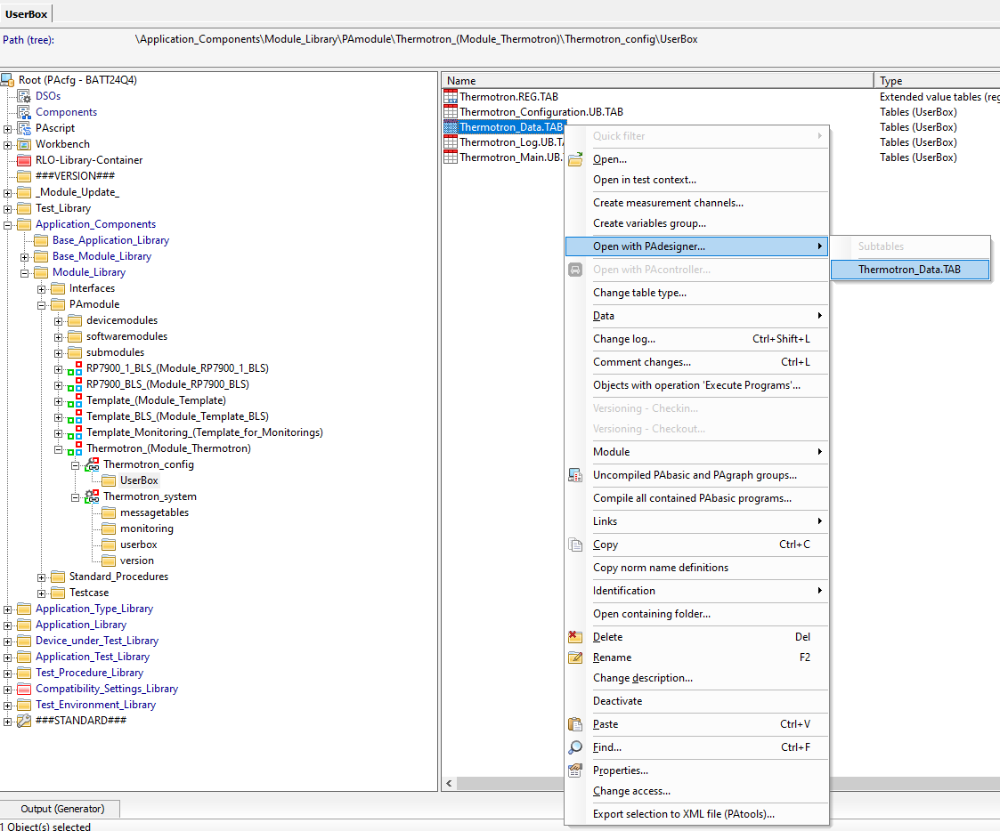 UserBox
Path (tree): \Application_Components\Module_Library\PAmodule\Thermotron_(Module_Thermotron)\Thermotron_config\UserBox
Root (PAcfg - BATT24Q4)
DSOs
Components
PAscript
Workbench
RLO-Library-Container
###VERSION###
_Module_Update_
Test_Library
Application_Components
Base_Application_Library
Base_Module_Library
Module_Library
Interfaces
PAmodule
devicemodules
softwaremodules
submodules
RP7900_1_BLS_(Module_RP7900_1_BLS)
RP7900_BLS_(Module_RP7900_BLS)
Template_(Module_Template)
Template_BLS_(Module_Template_BLS)
Template_Monitoring_(Template_for_Monitorings)
Thermotron_(Module_Thermotron)
Thermotron_config
UserBox
Thermotron_system
messagetables
monitoring
userbox
version
Standard_Procedures
Testcase
Application_Type_Library
Application_Library
Device_under_Test_Library
Application_Test_Library
Test_Procedure_Library
Compatibility_Settings_Library
Test_Environment_Library
###STANDARD###
Name Type
Thermotron.REG.TAB Extended value tables (reg
Thermotron_Configuration.UB.TAB Tables (UserBox)
Thermotron_Data.TAB Tables (UserBox)
Thermotron_Log.UB.TA Tables (UserBox)
Thermotron_Main.UB. Tables (UserBox)
Quick filter
Open...
Open in test context...
Create measurement channels...
Create variables group...
Open with PAdesigner...
Open with PAcontroller...
Change table type...
Data
Change log... Ctrl+Shift+L
Comment changes... Ctrl+L
Objects with operation 'Execute Programs'...
Versioning - Checkin...
Versioning - Checkout...
Module
Uncompiled PAbasic and PAgraph groups...
Compile all contained PAbasic programs...
Links
Copy Ctrl+C
Copy norm name definitions
Identification
Open containing folder...
Delete Del
Rename F2
Change description...
Deactivate
Paste Ctrl+V
Find... Ctrl+F
Properties...
Change access...
Export selection to XML file (PAtools)...
Subtables
Thermotron_Data.TAB
Output (Generator)
1 Object(s) selected